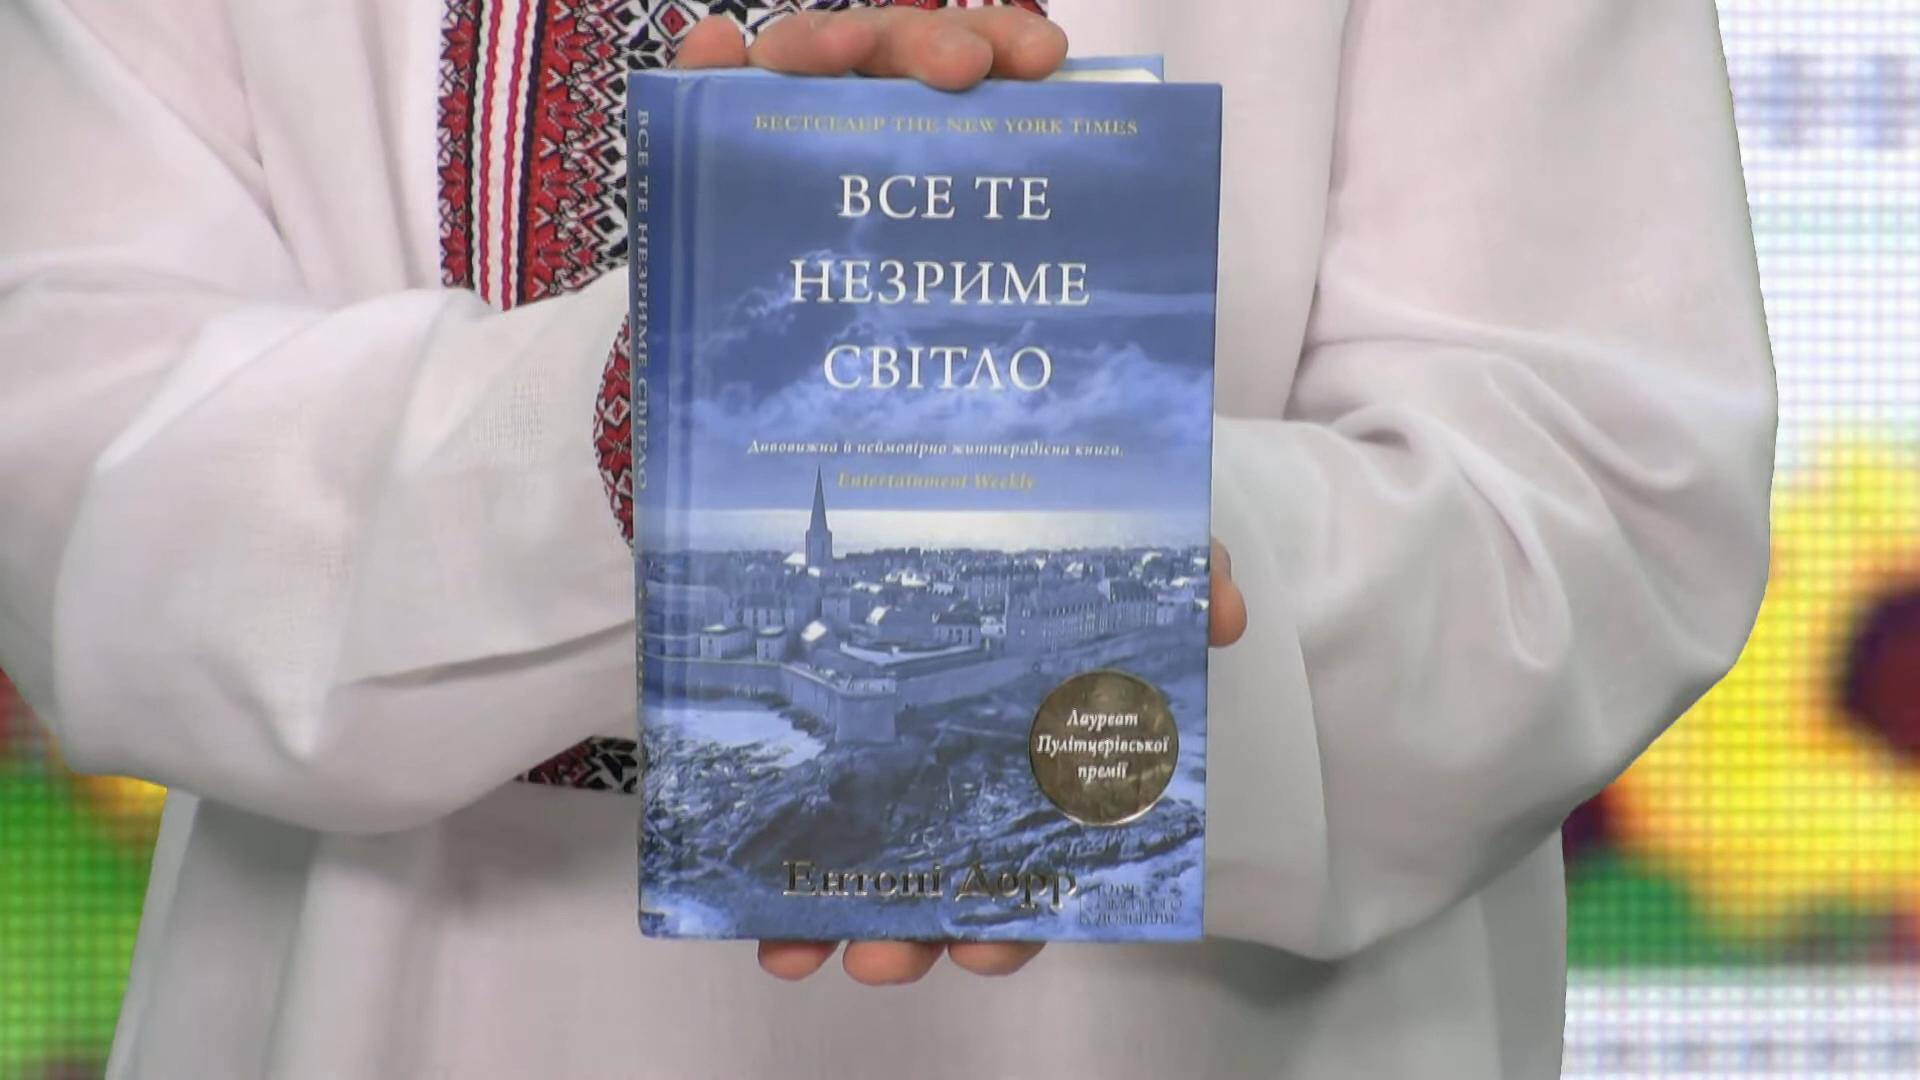 ВСЕ ТЕ НЕЗРИМЕ СВІТЛО
БЕСТСЕЛЕР THE NEW YORK TIMES
ВСЕ ТЕ
НЕЗРИМЕ
СВІТЛО
Дивовижна й неймовірно життєрадісна книга.
Entertainment Weekly
Лауреат
Пулітцерівської
премії
Ентоні Дорр